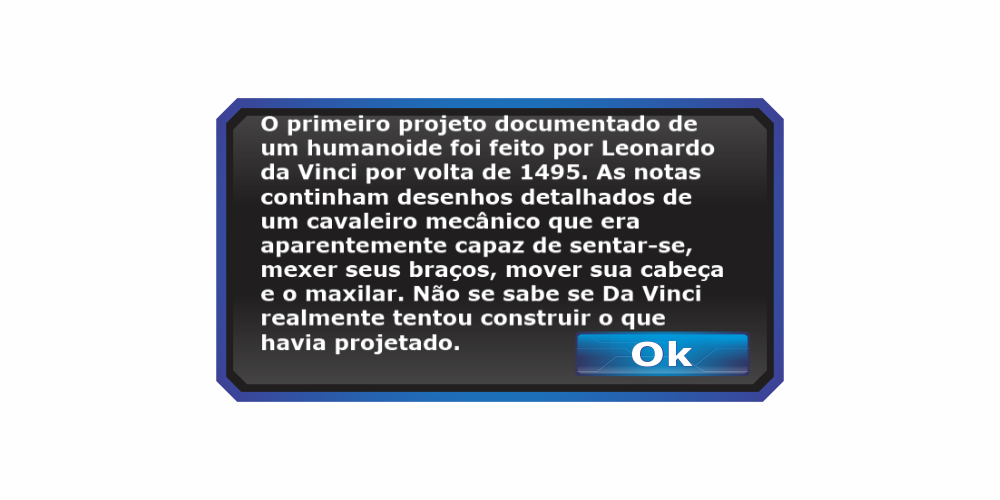 O primeiro projeto documentado de
um humanoide foi feito por Leonardo
da Vinci por volta de 1495. As notas
continham desenhos detalhados de
um cavaleiro mecânico que era
aparentemente capaz de sentar-se,
mexer seus braços, mover sua cabeça
e o maxilar. Não se sabe se Da Vinci
realmente tentou construir o que
havia projetado.
Ok